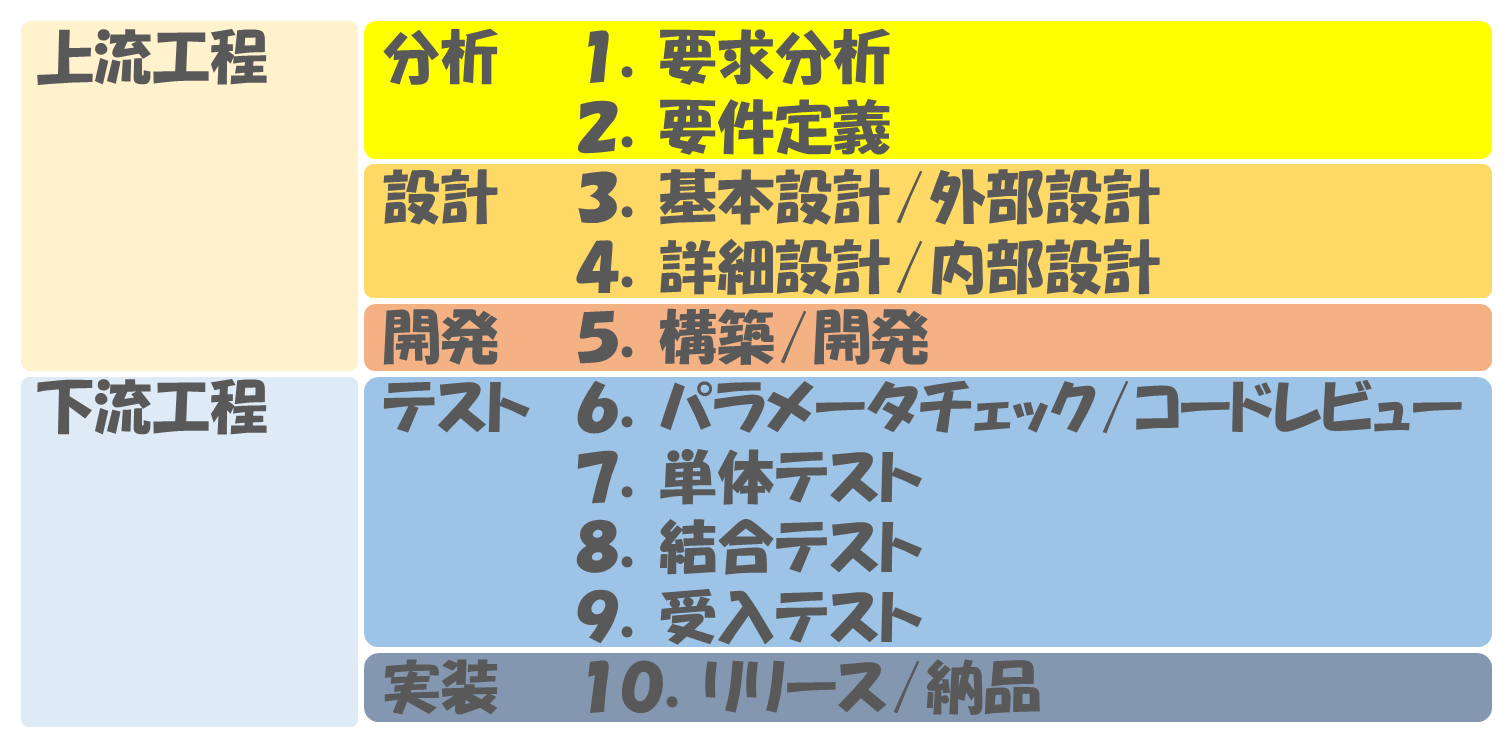 上流工程 分析 1. 要求分析
2. 要件定義
設計 3. 基本設計/外部設計
4. 詳細設計/内部設計
開発 5. 構築/開発
下流工程 テスト 6. パラメータチェック/コードレビュー
7. 単体テスト
8. 結合テスト
9. 受入テスト
実装 10. リリース/納品